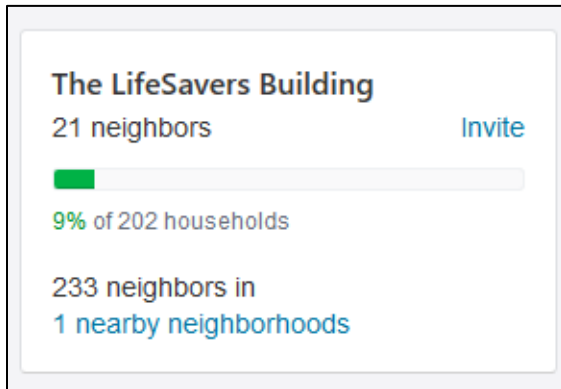 The LifeSavers Building
21 neighbors Invite
9% of 202 households
233 neighbors in
1 nearby neighborhoods